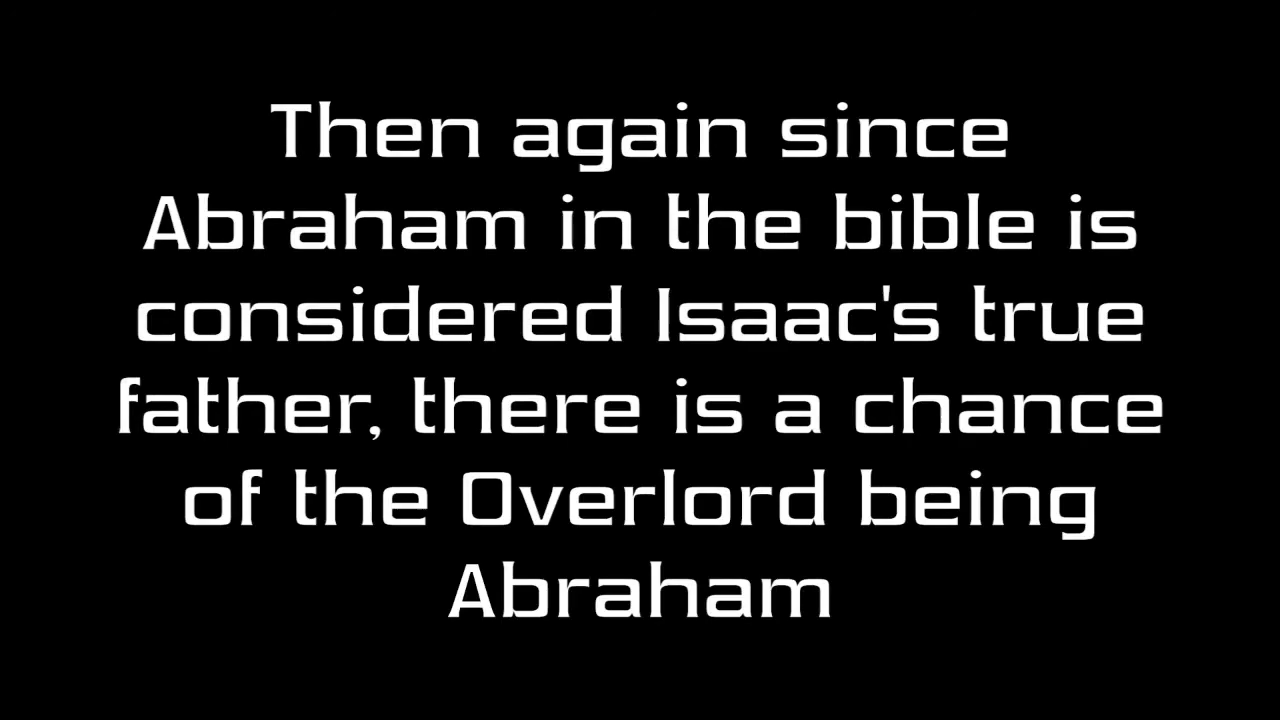 Then again since
Abraham in the bible is
considered Isaac's true
father, there is a chance
of the Overlord being
Abraham